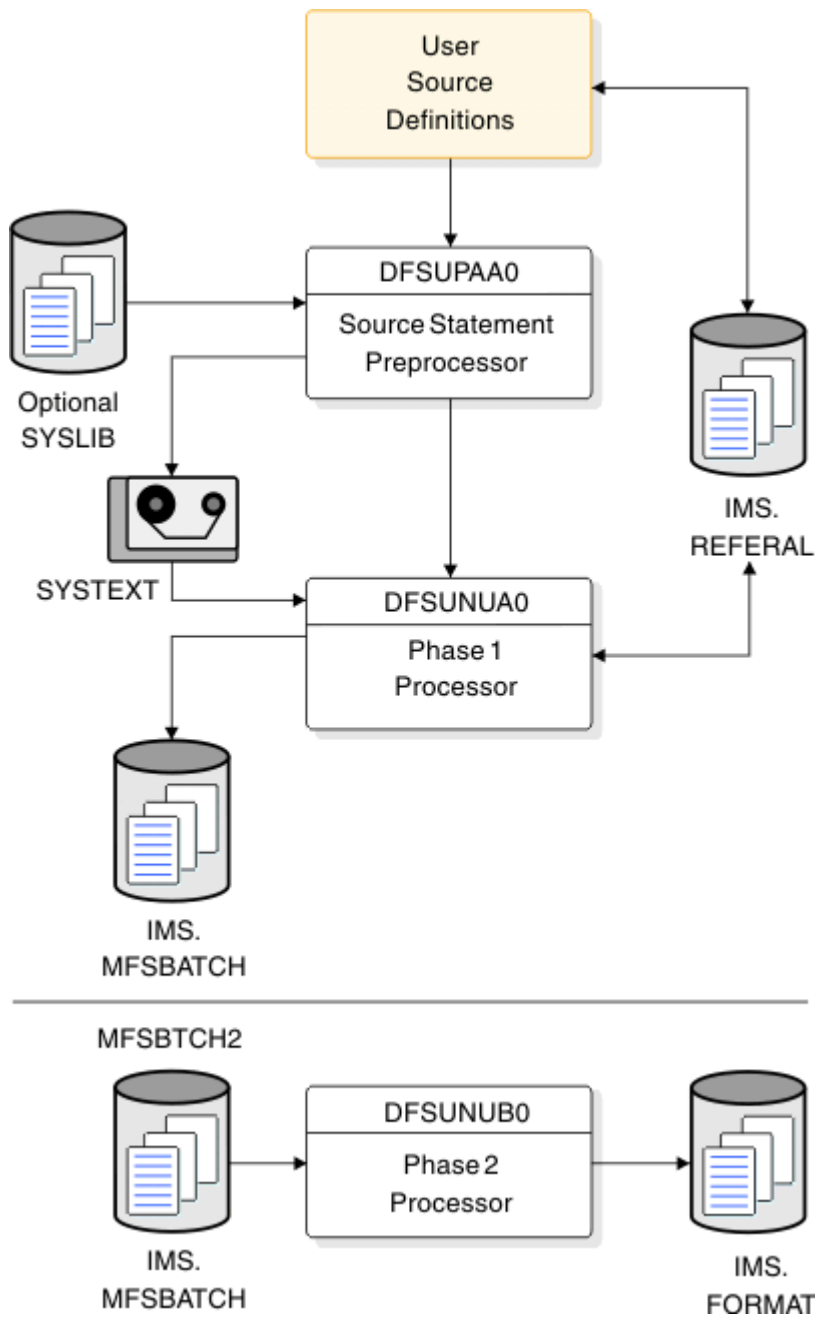 User
Source
Definitions
DFSUPAA0
Source Statement
Preprocessor
Optional
SYSLIB
IMS.
REFERAL
SYSTEXT
DFSUNUA0
Phase 1
Processor
IMS.
MFSBATCH
MFSBTCH2
DFSUNUB0
Phase 2
Processor
IMS.
MFSBATCH
IMS.
FORMAT